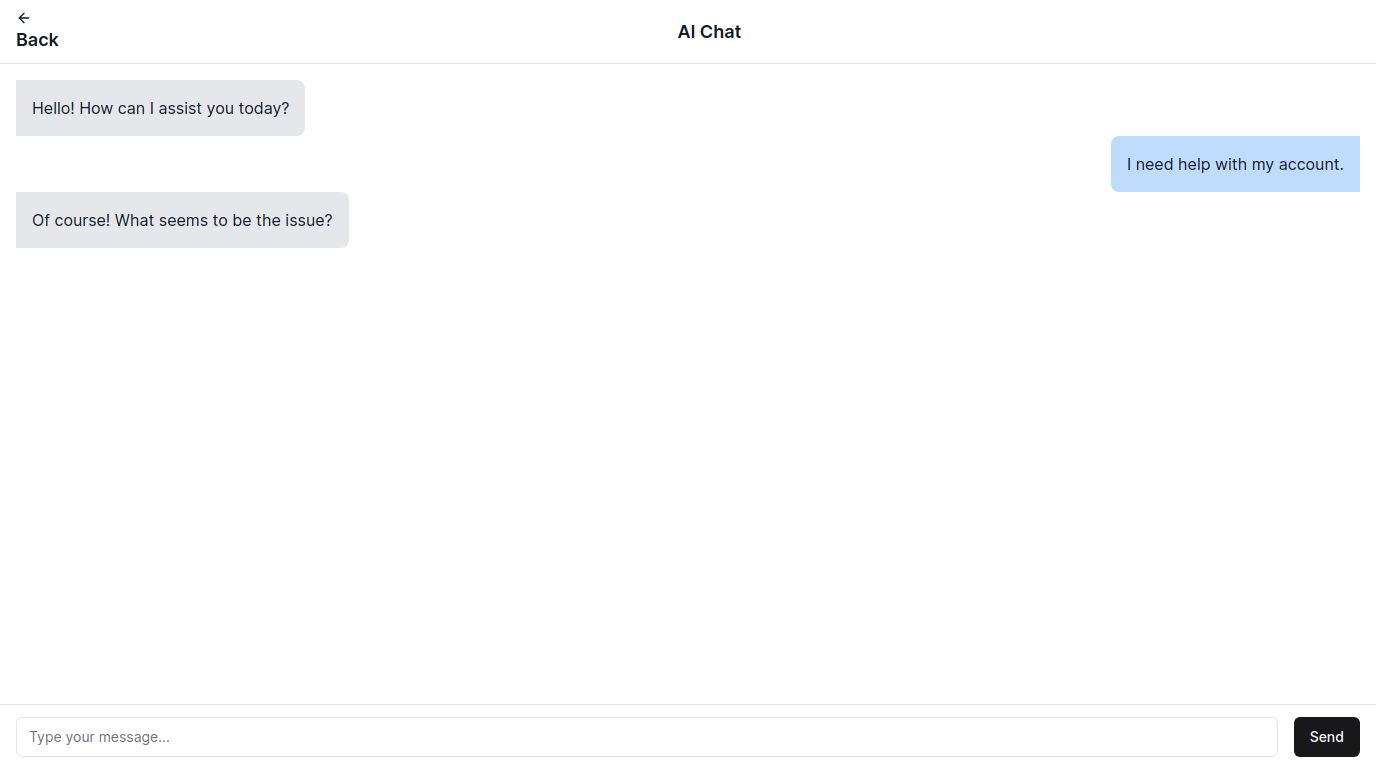 Back
AI Chat
Hello! How can I assist you today?
I need help with my account.
Of course! What seems to be the issue?
Type your message...
Send